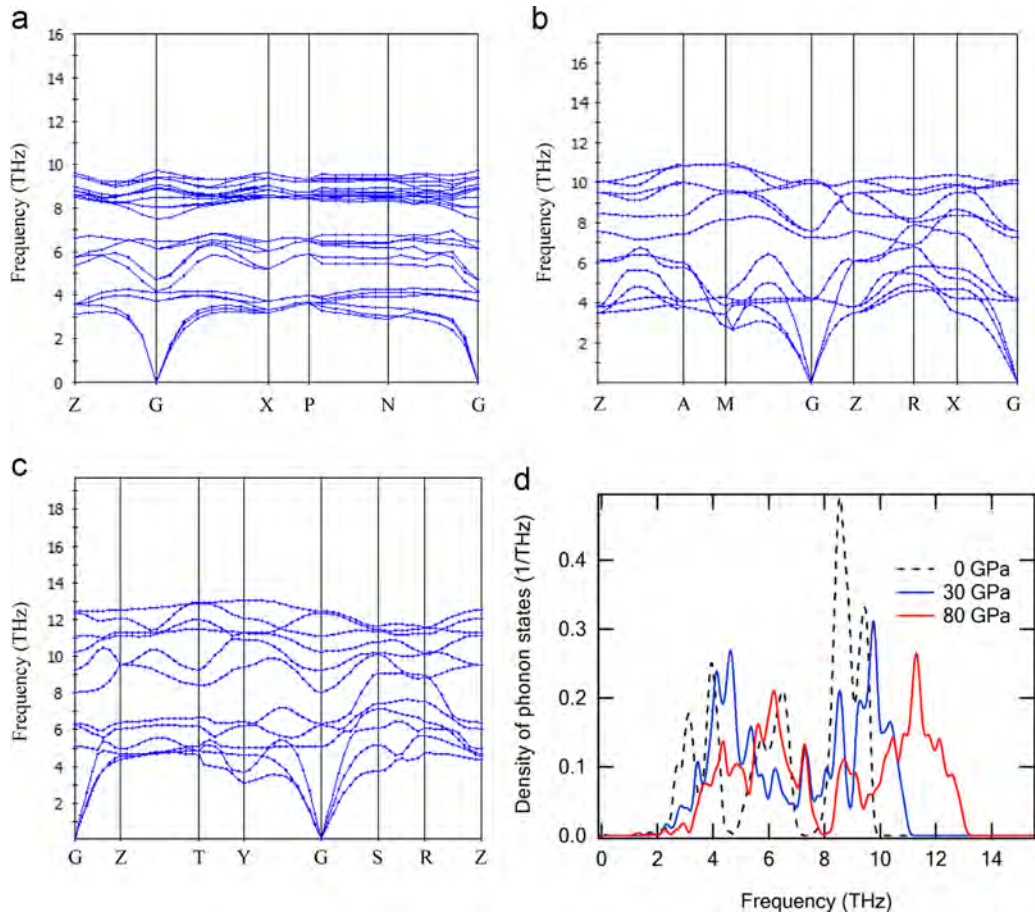 a
16
14
12
10
8
6
4
2
0
Frequency (THz)
Z G X P N G
b
16
14
12
10
8
6
4
2
Frequency (THz)
Z A M G Z R X G
c
18
16
14
12
10
8
6
4
2
Frequency (THz)
G Z T Y G S R Z
d
0.4
0.3
0.2
0.1
0.0
Density of phonon states (1/THz)
0 GPa
30 GPa
80 GPa
0 2 4 6 8 10 12 14
Frequency (THz)